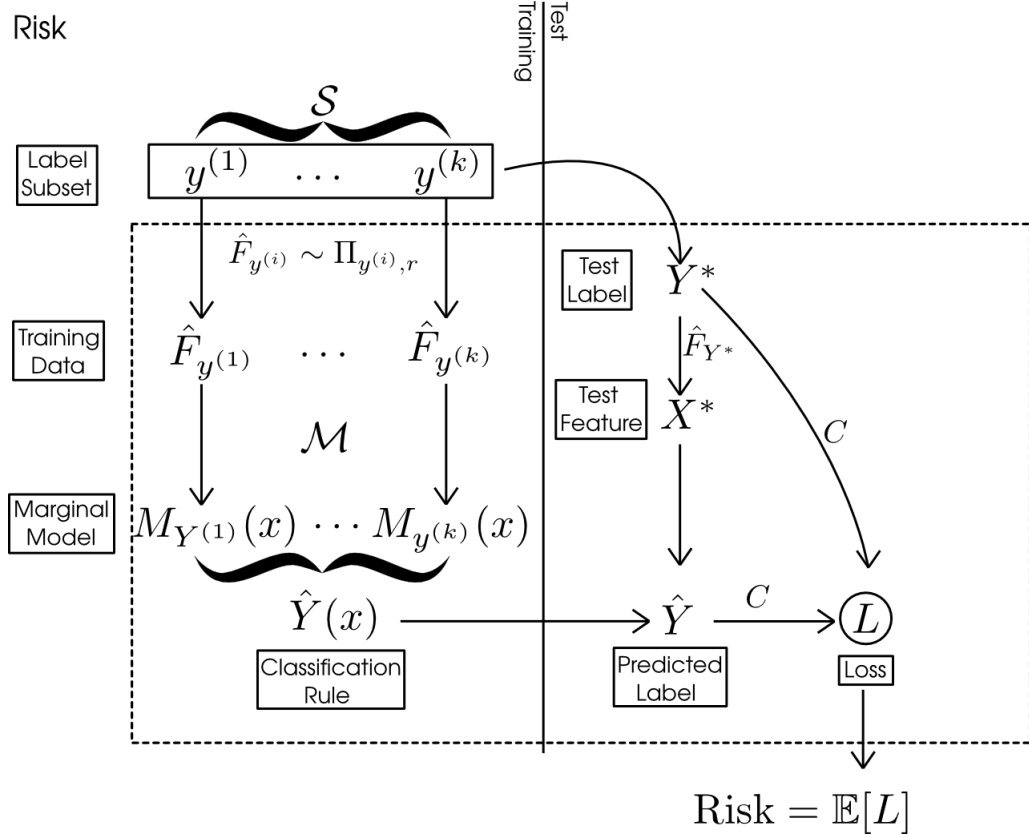 Risk
Test
Training
𝒮
Label
Subset
y^{(1)} ⋯ y^{(k)}
F̂_{y^{(i)}} ∼ Π_{y^{(i)},r}
Test
Label
Y^*
Training
Data
F̂_{y^{(1)}} ⋯ F̂_{y^{(k)}}
F̂_{Y^*}
Test
Feature
X^*
C
ℳ
Marginal
Model
M_{Y^{(1)}}(x) ⋯ M_{y^{(k)}}(x)
Ŷ(x)
Ŷ
C
L
Classification
Rule
Predicted
Label
Loss
Risk = 𝔼[L]